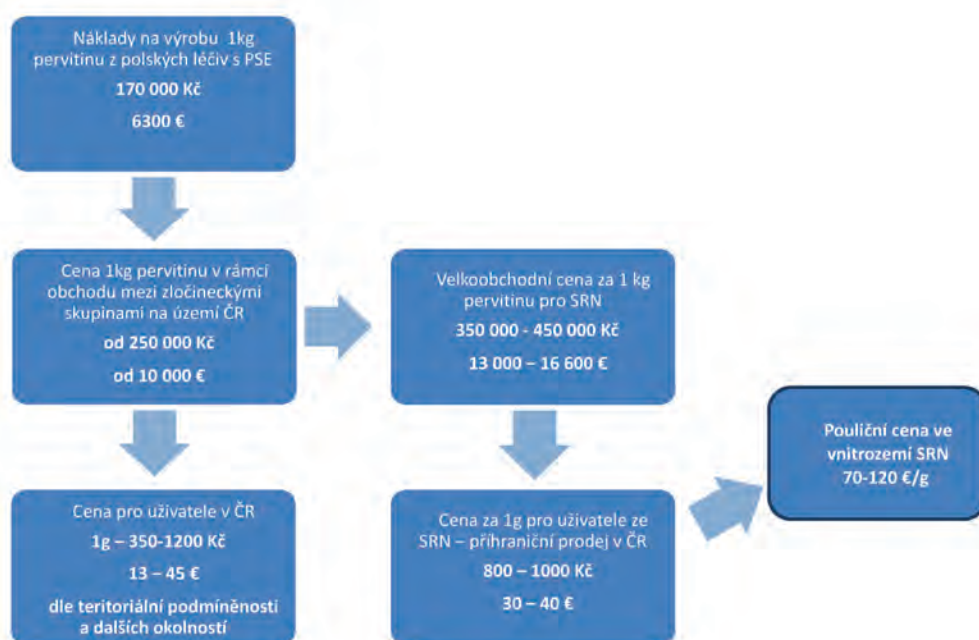 Náklady na výrobu 1kg
pervitinu z polských léčiv s PSE
170 000 Kč
6300 €
Cena 1kg pervitinu v rámci
obchodu mezi zločineckými
skupinami na území ČR
od 250 000 Kč
od 10 000 €
Velkoobchodní cena za 1 kg
pervitinu pro SRN
350 000 - 450 000 Kč
13 000 – 16 600 €
Pouliční cena ve
vnitrozemí SRN
70-120 €/g
Cena pro uživatele v ČR
1g – 350-1200 Kč
13 – 45 €
dle teritoriální podmíněnosti
a dalších okolností
Cena za 1g pro uživatele ze
SRN – příhraniční prodej v ČR
800 – 1000 Kč
30 – 40 €